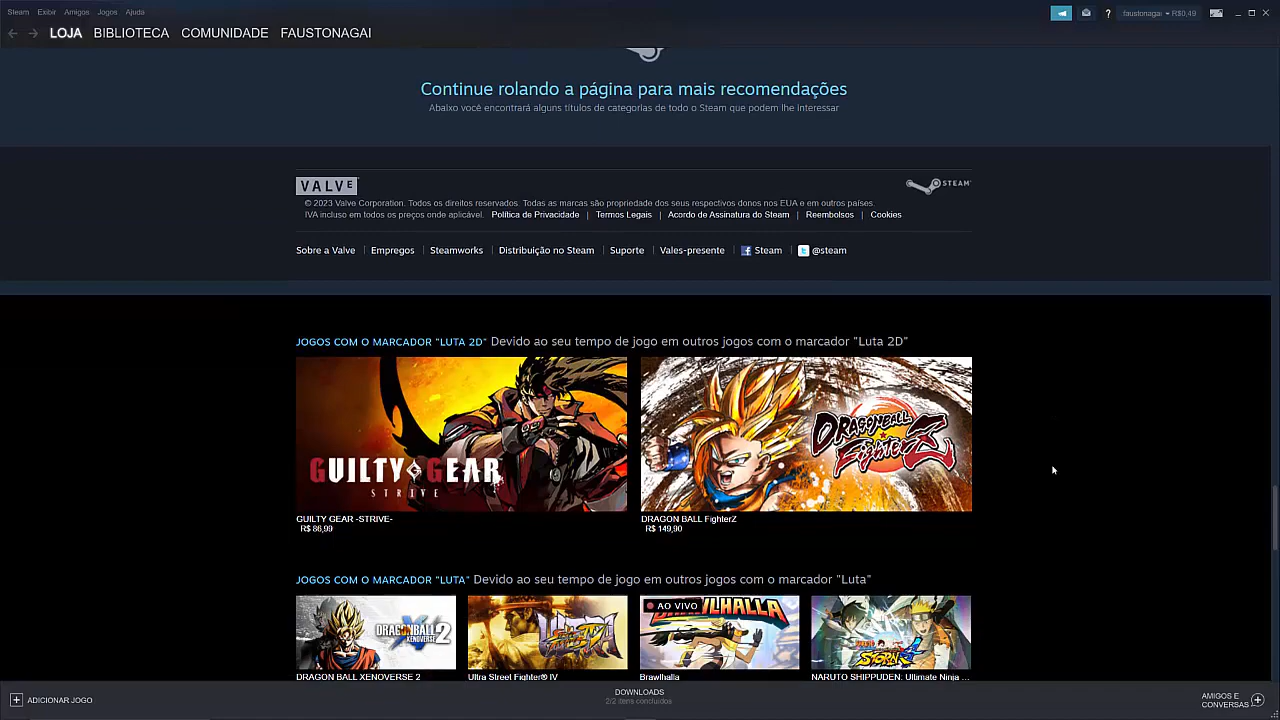 Steam Exibir Amigos Jogos Ajuda
faustonagai R$0,49
LOJA BIBLIOTECA COMUNIDADE FAUSTONAGAI
Continue rolando a página para mais recomendações
Abaixo você encontrará alguns títulos de categorias de todo o Steam que podem lhe interessar
VALVE
STEAM
© 2023 Valve Corporation. Todos os direitos reservados. Todas as marcas são propriedade dos seus respectivos donos nos EUA e em outros países.
IVA incluso em todos os preços onde aplicável. Política de Privacidade | Termos Legais | Acordo de Assinatura do Steam | Reembolsos | Cookies
Sobre a Valve | Empregos | Steamworks | Distribuição no Steam | Suporte | Vales-presente | Steam | @steam
JOGOS COM O MARCADOR "LUTA 2D" Devido ao seu tempo de jogo em outros jogos com o marcador "Luta 2D"
GUILTY GEAR
STRIVE
DRAGONBALL
FighterZ
GUILTY GEAR -STRIVE-
R$ 86,99
DRAGON BALL FighterZ
R$ 149,90
JOGOS COM O MARCADOR "LUTA" Devido ao seu tempo de jogo em outros jogos com o marcador "Luta"
DRAGONBALL
XENOVERSE 2
AO VIVO
DRAGON BALL XENOVERSE 2
Ultra Street Fighter® IV
Brawlhalla
NARUTO SHIPPUDEN: Ultimate Ninja ...
ADICIONAR JOGO
DOWNLOADS
2/2 itens concluídos
AMIGOS E
CONVERSAS